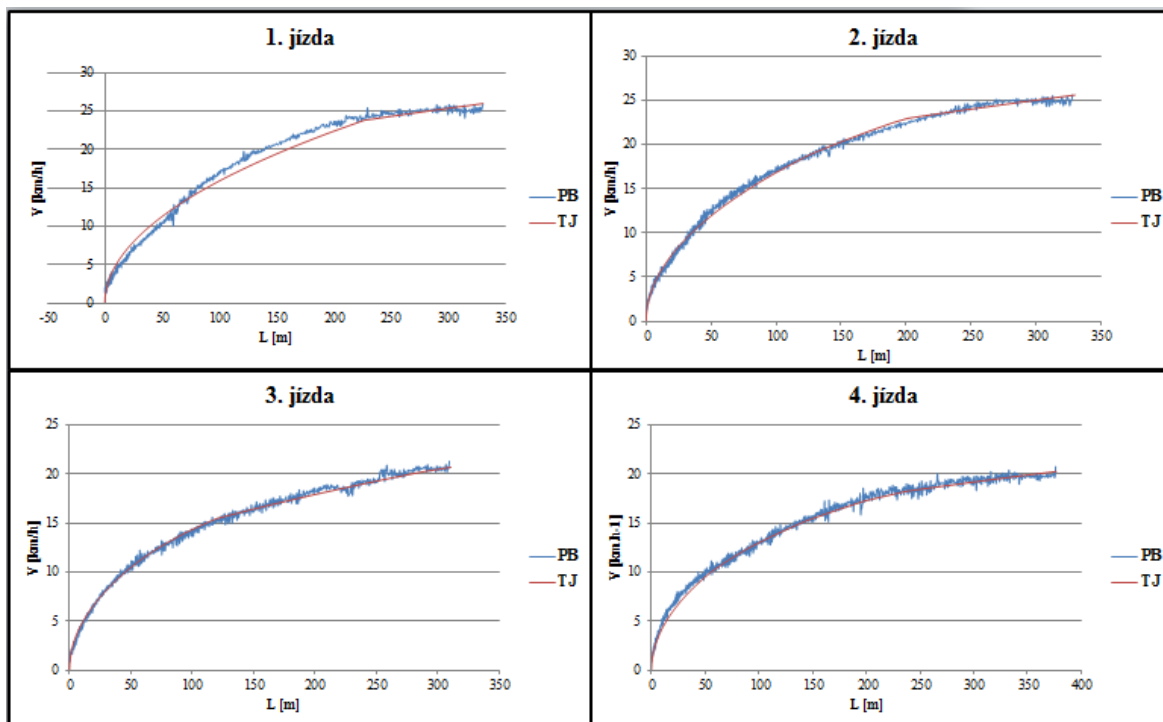 1. jízda
30
25
20
15
10
5
0
V [km/h]
-50 0 50 100 150 200 250 300 350
L [m]
PB
TJ
2. jízda
30
25
20
15
10
5
0
V [km/h]
0 50 100 150 200 250 300 350
L [m]
PB
TJ
3. jízda
25
20
15
10
5
0
V [km/h]
0 50 100 150 200 250 300 350
L [m]
PB
TJ
4. jízda
25
20
15
10
5
0
V [km.h-1]
0 50 100 150 200 250 300 350 400
L [m]
PB
TJ